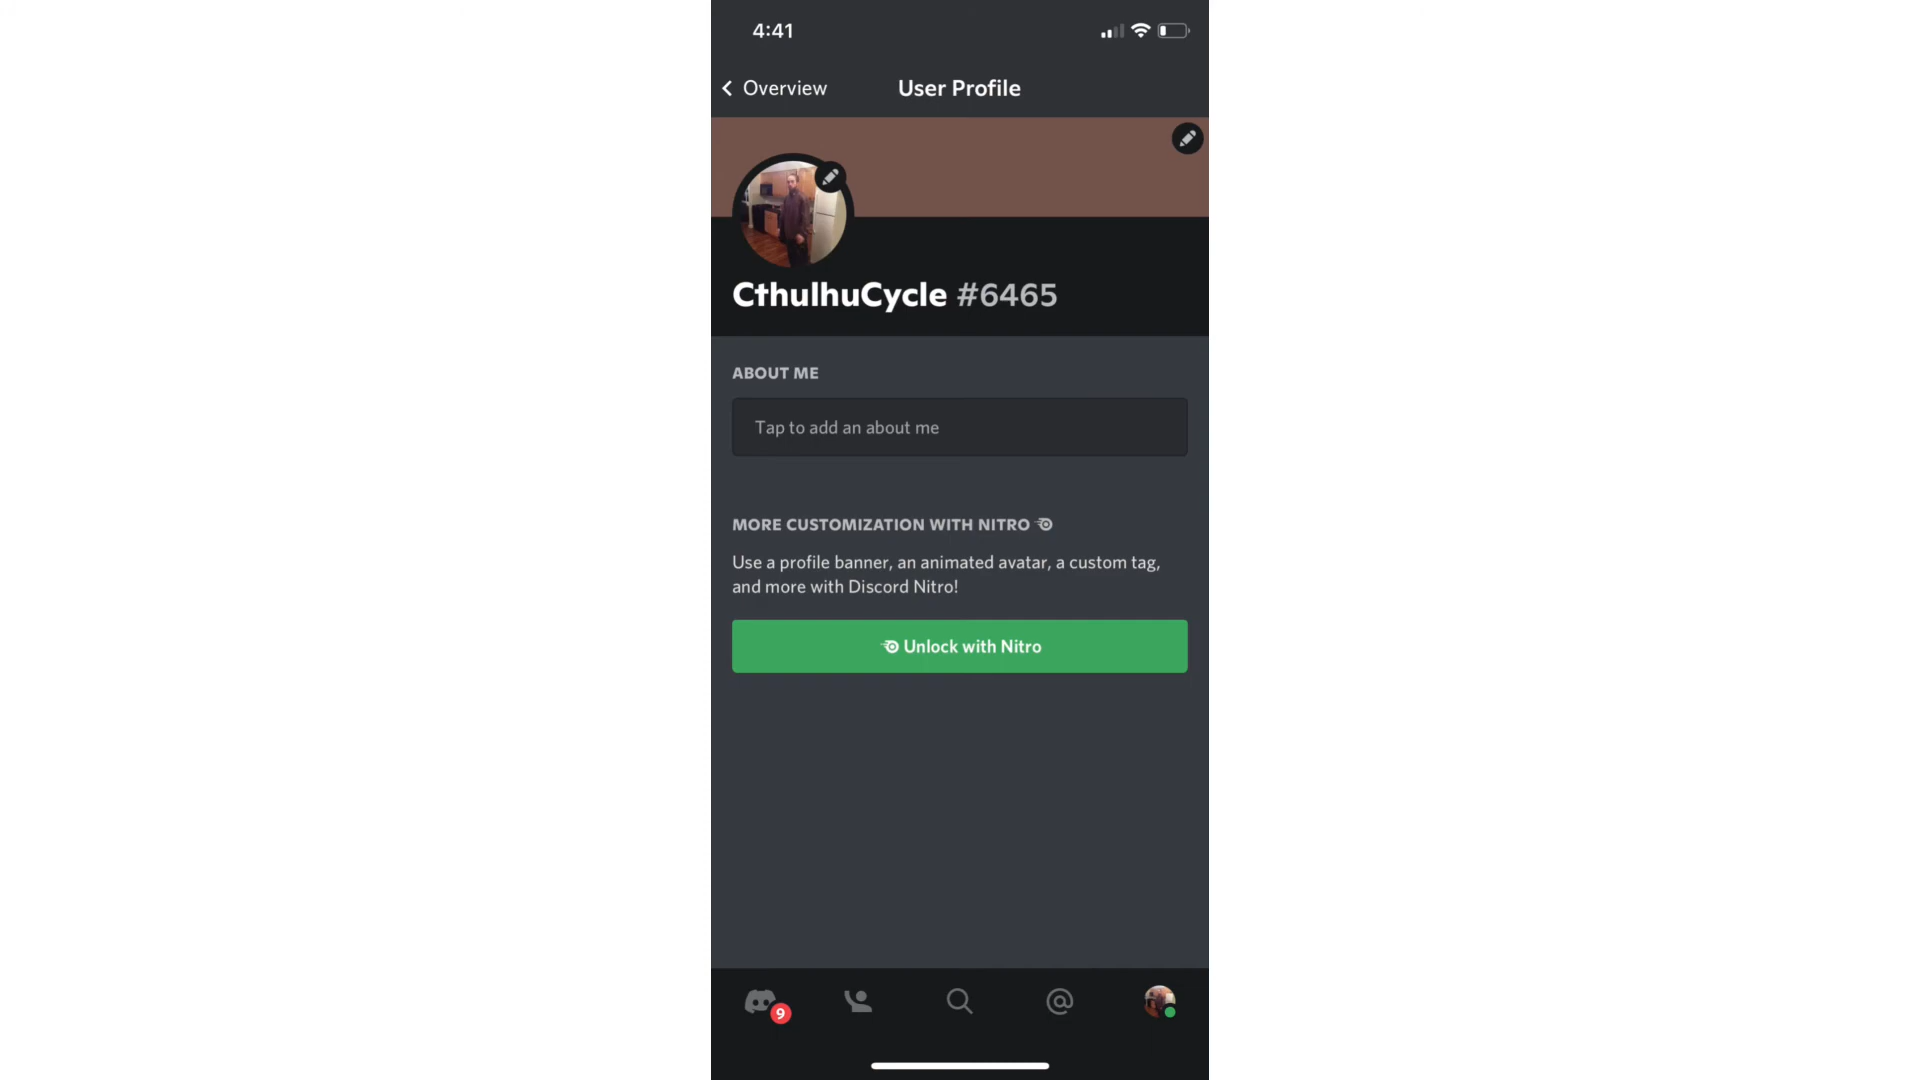 4:41
Overview
User Profile
CthulhuCycle #6465
ABOUT ME
Tap to add an about me
MORE CUSTOMIZATION WITH NITRO
Use a profile banner, an animated avatar, a custom tag,
and more with Discord Nitro!
Unlock with Nitro
9